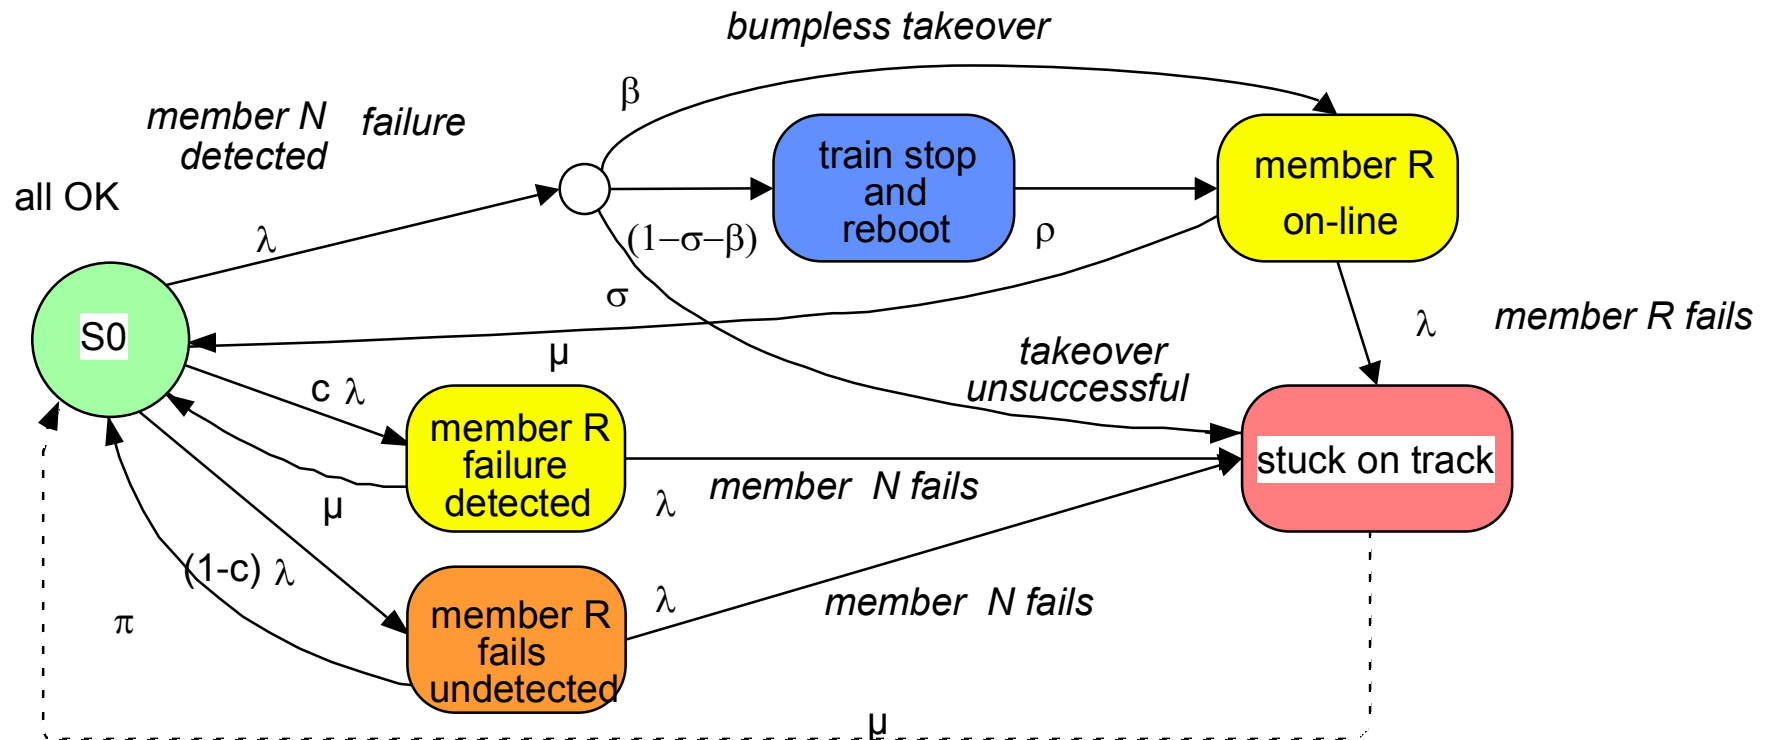 bumpless takeover
β
member N failure
detected
train stop
and
reboot
member R
on-line
all OK
λ
(1–σ–β)
ρ
σ
S0
λ
member R fails
μ
takeover
unsuccessful
c λ
member R
failure
detected
stuck on track
μ
λ
member N fails
(1-c) λ
π
member R
fails
undetected
λ
member N fails
μ